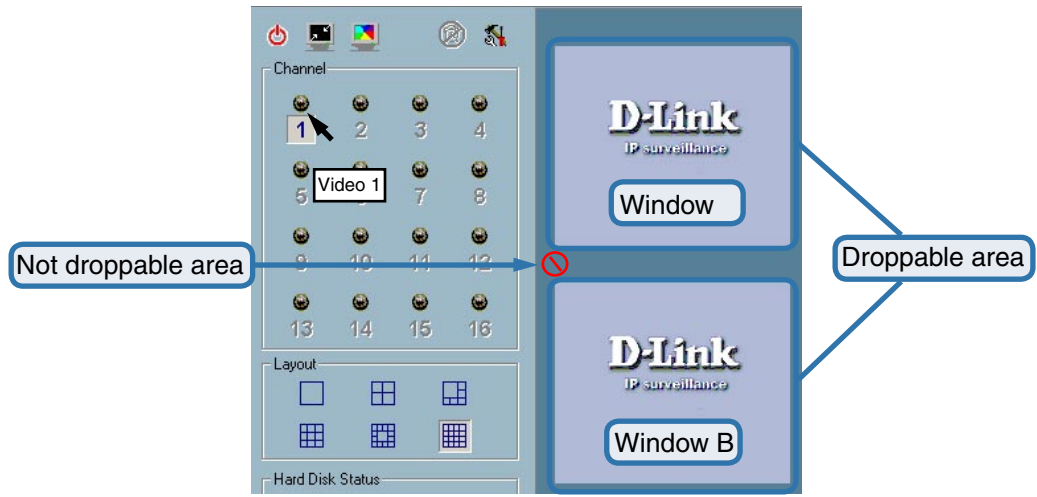 Channel
1 2 3 4
Video 1
5 6 7 8
9 10 11 12
13 14 15 16
Layout
Hard Disk Status
D-Link
IP surveillance
Window
Not droppable area
Droppable area
D-Link
IP surveillance
Window B